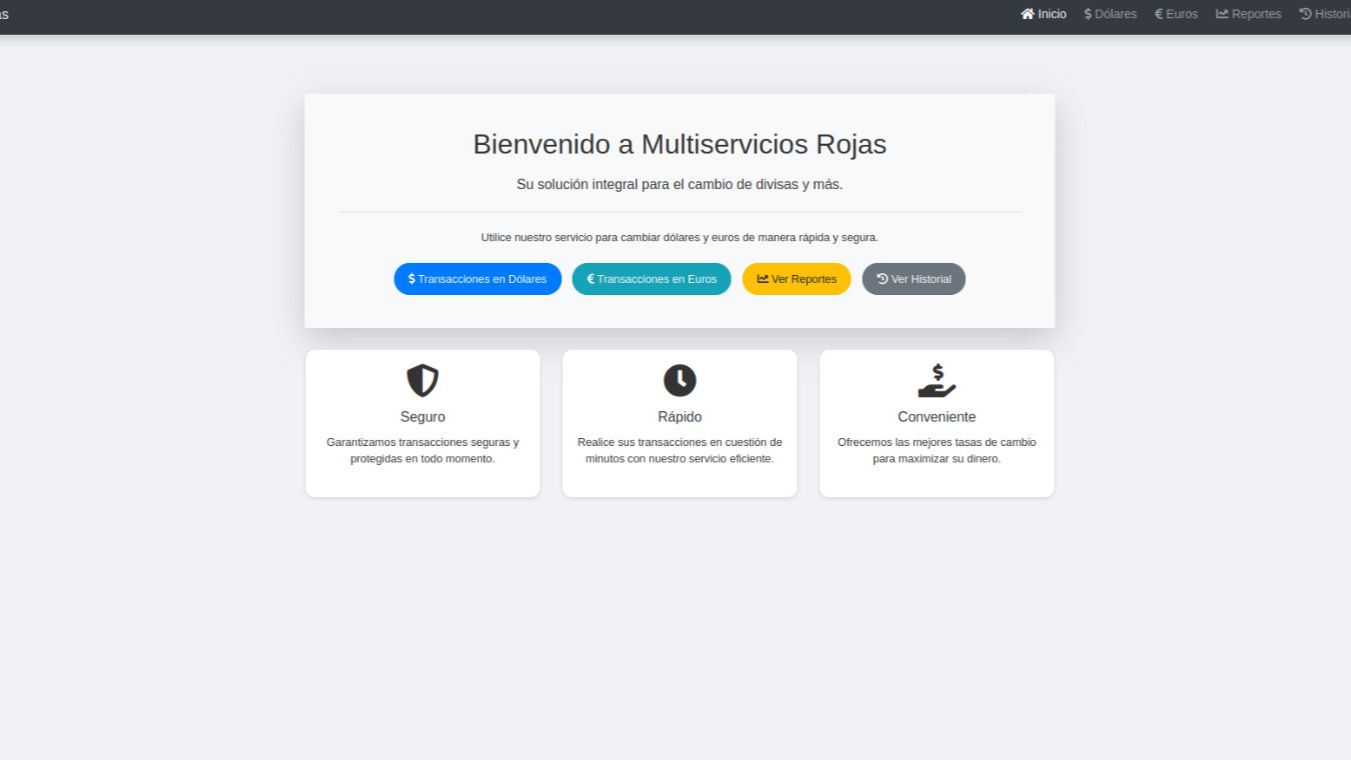 Inicio $ Dólares € Euros Reportes
Bienvenido a Multiservicios Rojas
Su solución integral para el cambio de divisas y más.
Utilice nuestro servicio para cambiar dólares y euros de manera rápida y segura.
$ Transacciones en Dólares € Transacciones en Euros Ver Reportes Ver Historial
$
Seguro Rápido Conveniente
Garantizamos transacciones seguras y Realice sus transacciones en cuestión de Ofrecemos las mejores tasas de cambio
protegidas en todo momento. minutos con nuestro servicio eficiente. para maximizar su dinero.